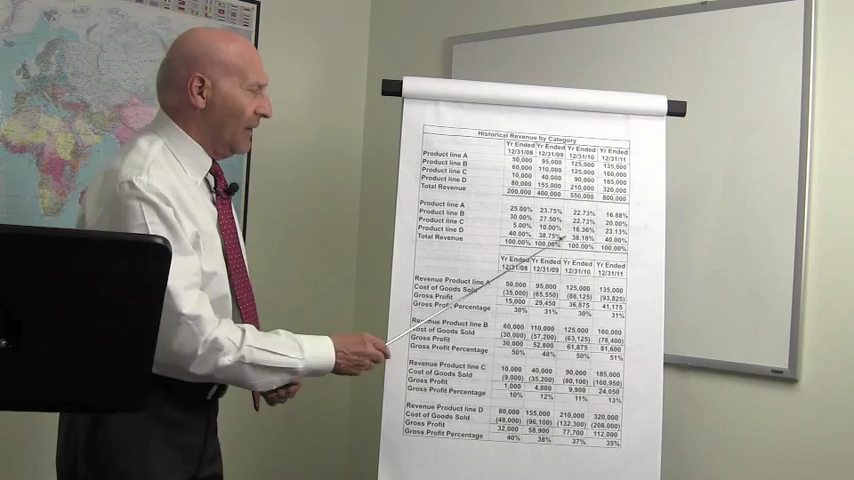 Historical Revenue by Category
Yr Ended Yr Ended Yr Ended Yr Ended
12/31/08 12/31/09 12/31/10 12/31/11
Product line A 50,000 95,000 125,000 135,000
Product line B 60,000 110,000 125,000 160,000
Product line C 10,000 40,000 90,000 185,000
Product line D 80,000 155,000 210,000 320,000
Total Revenue 200,000 400,000 550,000 800,000
Product line A 25.00% 23.75% 22.73% 16.88%
Product line B 30.00% 27.50% 22.73% 20.00%
Product line C 5.00% 10.00% 16.36% 23.13%
Product line D 40.00% 38.75% 38.18% 40.00%
Total Revenue 100.00% 100.00% 100.00% 100.00%
Yr Ended Yr Ended Yr Ended Yr Ended
12/31/08 12/31/09 12/31/10 12/31/11
Revenue Product line A 50,000 95,000 125,000 135,000
Cost of Goods Sold (35,000) (65,550) (88,125) (93,825)
Gross Profit 15,000 29,450 36,875 41,175
Gross Profit Percentage 30% 31% 30% 31%
Revenue Product line B 60,000 110,000 125,000 160,000
Cost of Goods Sold (30,000) (57,200) (63,125) (78,400)
Gross Profit 30,000 52,800 61,875 81,600
Gross Profit Percentage 50% 48% 50% 51%
Revenue Product line C 10,000 40,000 90,000 185,000
Cost of Goods Sold (9,000) (35,200) (80,100) (160,950)
Gross Profit 1,000 4,800 9,900 24,050
Gross Profit Percentage 10% 12% 11% 13%
Revenue Product line D 80,000 155,000 210,000 320,000
Cost of Goods Sold (48,000) (96,100) (132,300) (208,000)
Gross Profit 32,000 58,900 77,700 112,000
Gross Profit Percentage 40% 38% 37% 35%